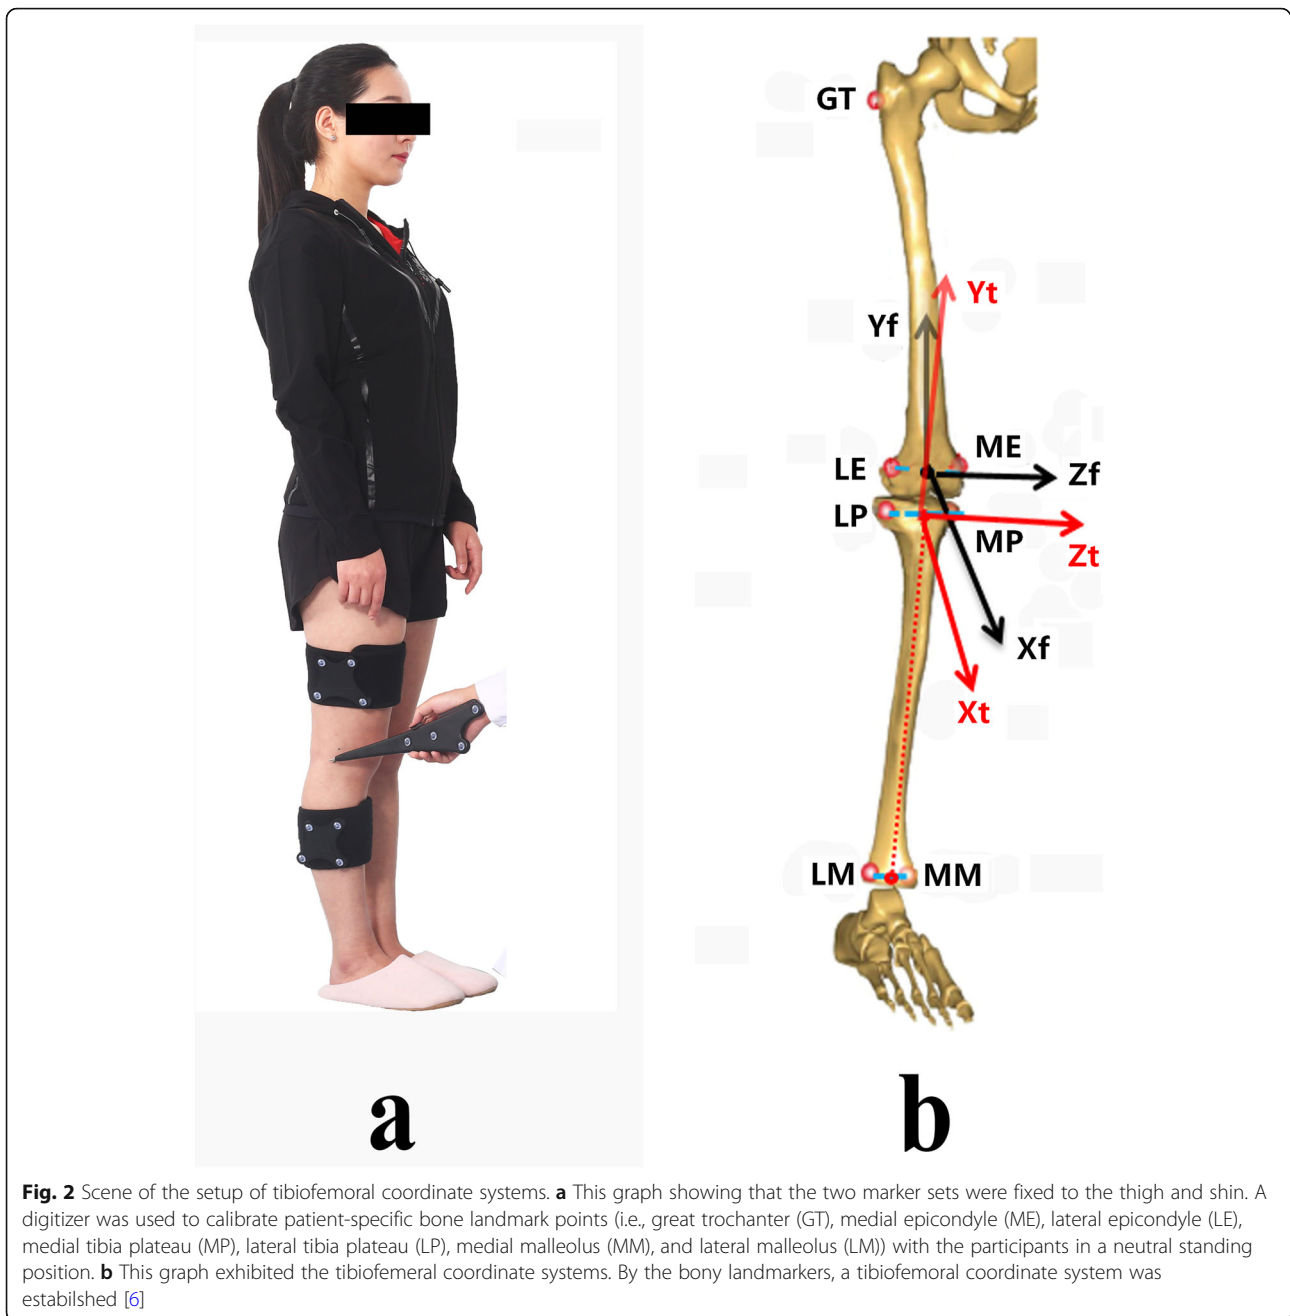 GT
Yt
Yf
ME
LE
Zf
LP
MP
Zt
Xf
Xt
LM
MM
a
b
Fig. 2 Scene of the setup of tibiofemoral coordinate systems. a This graph showing that the two marker sets were fixed to the thigh and shin. A
digitizer was used to calibrate patient-specific bone landmark points (i.e., great trochanter (GT), medial epicondyle (ME), lateral epicondyle (LE),
medial tibia plateau (MP), lateral tibia plateau (LP), medial malleolus (MM), and lateral malleolus (LM)) with the participants in a neutral standing
position. b This graph exhibited the tibiofemeral coordinate systems. By the bony landmarkers, a tibiofemoral coordinate system was
estabilshed [6]